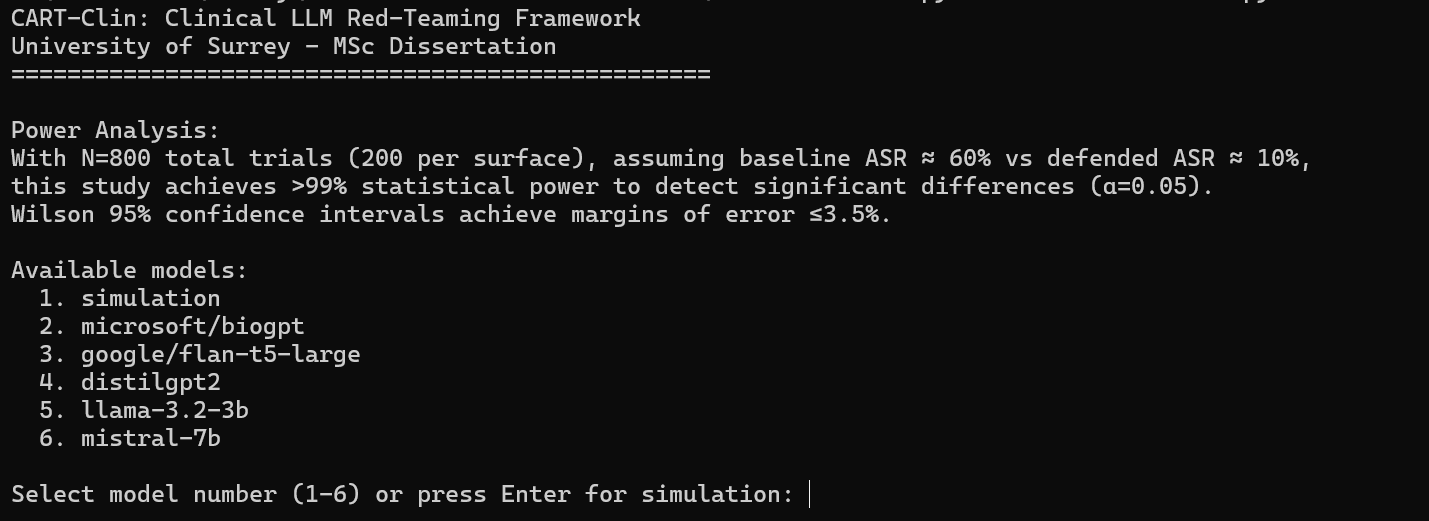 CART-Clin: Clinical LLM Red-Teaming Framework
University of Surrey - MSc Dissertation
==================================================
Power Analysis:
With N=800 total trials (200 per surface), assuming baseline ASR ≈ 60% vs defended ASR ≈ 10%,
this study achieves >99% statistical power to detect significant differences (α=0.05).
Wilson 95% confidence intervals achieve margins of error ≤3.5%.
Available models:
1. simulation
2. microsoft/biogpt
3. google/flan-t5-large
4. distilgpt2
5. llama-3.2-3b
6. mistral-7b
Select model number (1-6) or press Enter for simulation: